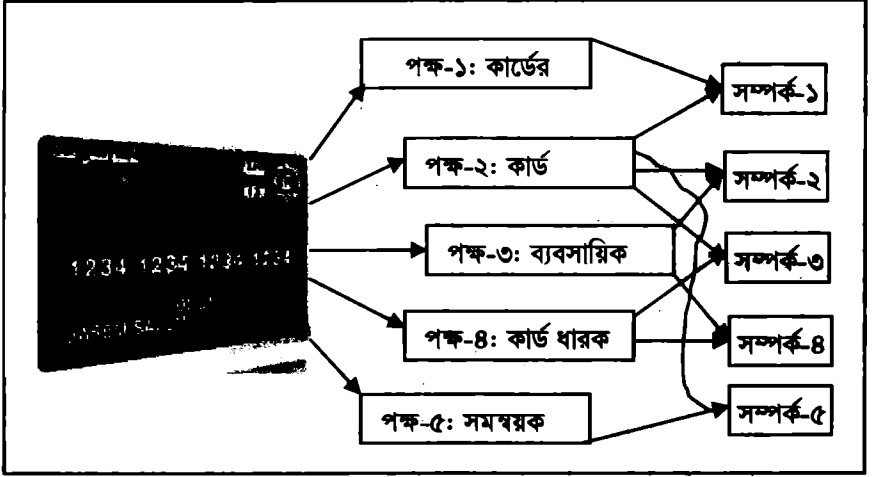 পক্ষ-১: কার্ডের
সম্পর্ক-১
পক্ষ-২: কার্ড
সম্পর্ক-২
পক্ষ-৩: ব্যবসায়িক
সম্পর্ক-৩
1234 1234 1234 1234
পক্ষ-৪: কার্ড ধারক
সম্পর্ক-৪
পক্ষ-৫: সমন্বয়ক
সম্পর্ক-৫